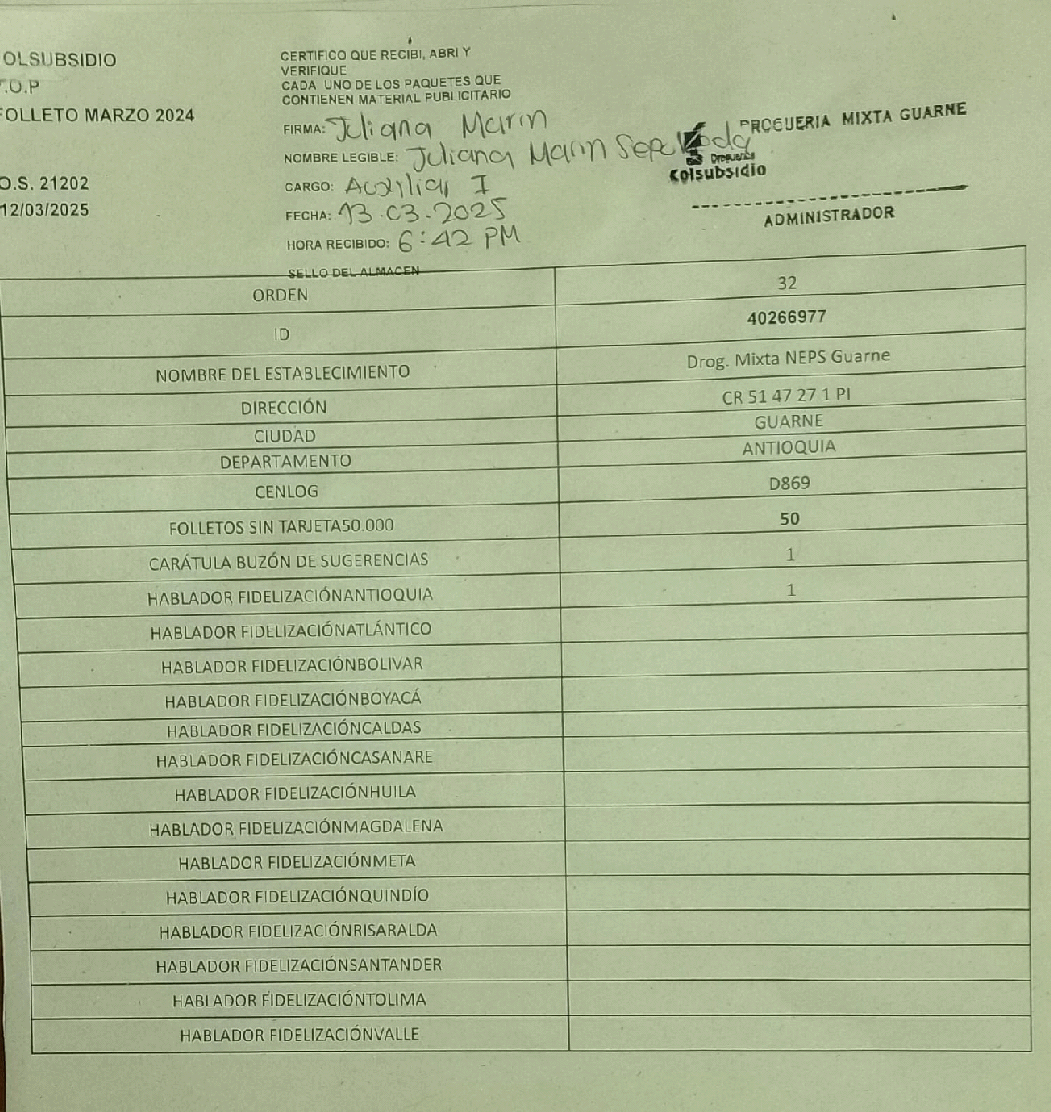 OLSUBSIDIO
T.O.P
FOLLETO MARZO 2024
O.S. 21202
12/03/2025
CERTIFICO QUE RECIBI, ABRI Y
VERIFIQUE
CADA UNO DE LOS PAQUETES QUE
CONTIENEN MATERIAL PUBLICITARIO
FIRMA: Juliana Marin
NOMBRE LEGIBLE: Juliana Marin Sepulveda
CARGO: Auxiliar I
FECHA: 13-03-2025
HORA RECIBIDO: 6:42 PM
SELLO DEL ALMACEN
DROGUERIA MIXTA GUARNE
Droguerías
Colsubsidio
ADMINISTRADOR
ORDEN 32
ID 40266977
NOMBRE DEL ESTABLECIMIENTO Drog. Mixta NEPS Guarne
DIRECCIÓN CR 51 47 27 1 PI
CIUDAD GUARNE
DEPARTAMENTO ANTIOQUIA
CENLOG D869
FOLLETOS SIN TARJETA50.000 50
CARÁTULA BUZÓN DE SUGERENCIAS 1
HABLADOR FIDELIZACIÓNANTIOQUIA 1
HABLADOR FIDELIZACIÓNATLÁNTICO
HABLADOR FIDELIZACIÓNBOLIVAR
HABLADOR FIDELIZACIÓNBOYACÁ
HABLADOR FIDELIZACIÓNCALDAS
HABLADOR FIDELIZACIÓNCASANARE
HABLADOR FIDELIZACIÓNHUILA
HABLADOR FIDELIZACIÓNMAGDALENA
HABLADOR FIDELIZACIÓNMETA
HABLADOR FIDELIZACIÓNQUINDÍO
HABLADOR FIDELIZACIÓNRISARALDA
HABLADOR FIDELIZACIÓNSANTANDER
HABLADOR FIDELIZACIÓNTOLIMA
HABLADOR FIDELIZACIÓNVALLE